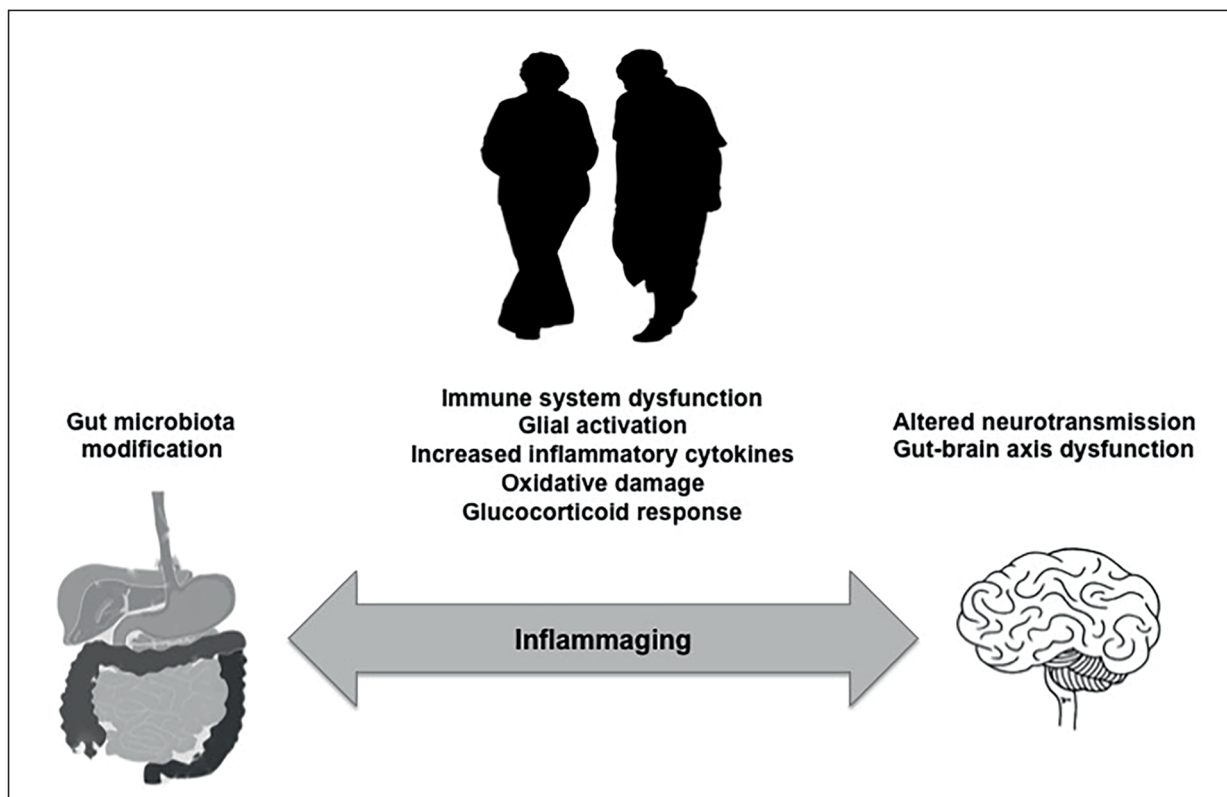 Gut microbiota
modification
Immune system dysfunction
Glial activation
Increased inflammatory cytokines
Oxidative damage
Glucocorticoid response
Altered neurotransmission
Gut-brain axis dysfunction
Inflammaging